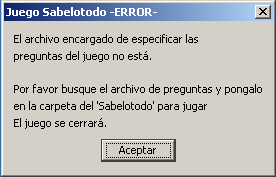 Juego Sabelotodo -ERROR-
El archivo encargado de especificar las
preguntas del juego no está.
Por favor busque el archivo de preguntas y pongalo
en la carpeta del 'Sabelotodo' para jugar
El juego se cerrará.
Aceptar